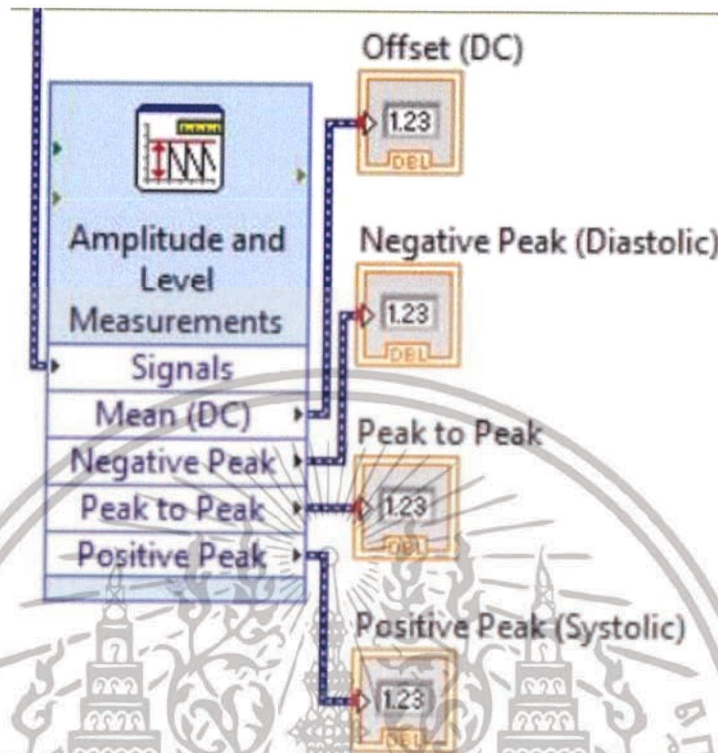 Offset (DC)
1.23
DBL
Amplitude and
Level
Measurements
Signals
Mean (DC)
Negative Peak
Peak to Peak
Positive Peak
Negative Peak (Diastolic)
1.23
DBL
Peak to Peak
1.23
DBL
Positive Peak (Systolic)
1.23
DBL